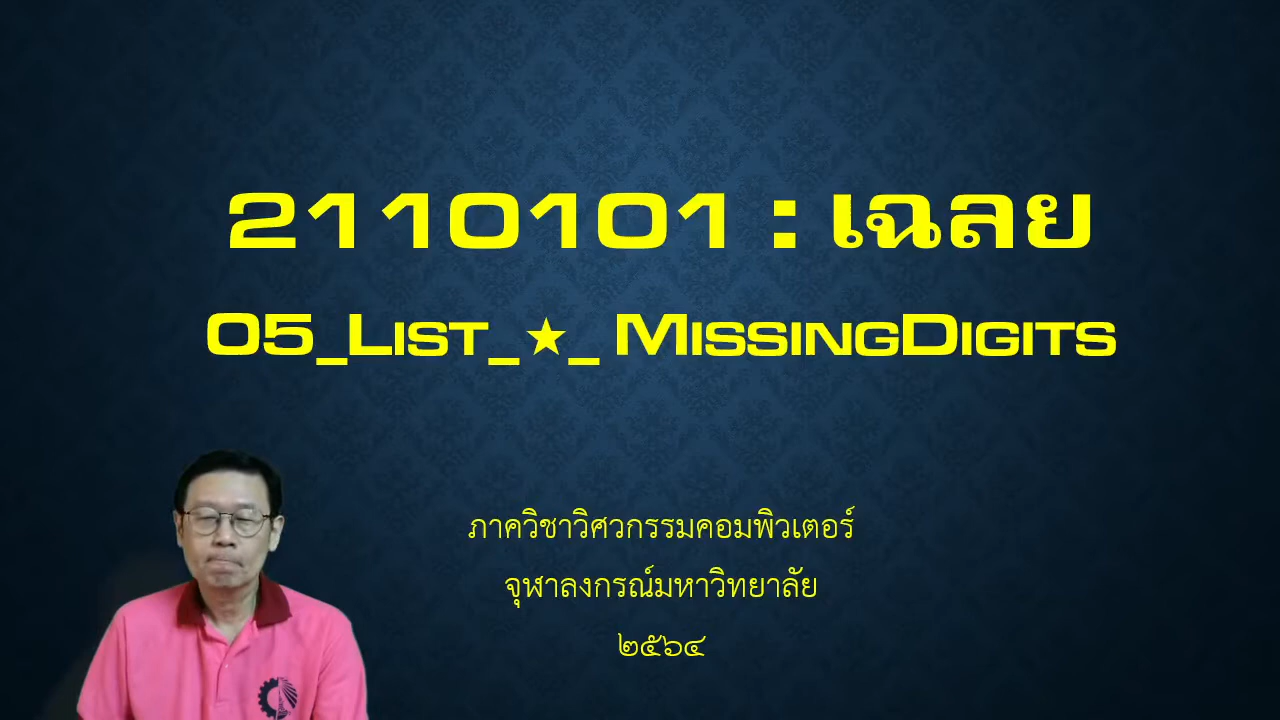 2110101 : เฉลย
05_List_★_ MissingDigits
ภาควิชาวิศวกรรมคอมพิวเตอร์
จุฬาลงกรณ์มหาวิทยาลัย
๒๕๖๔